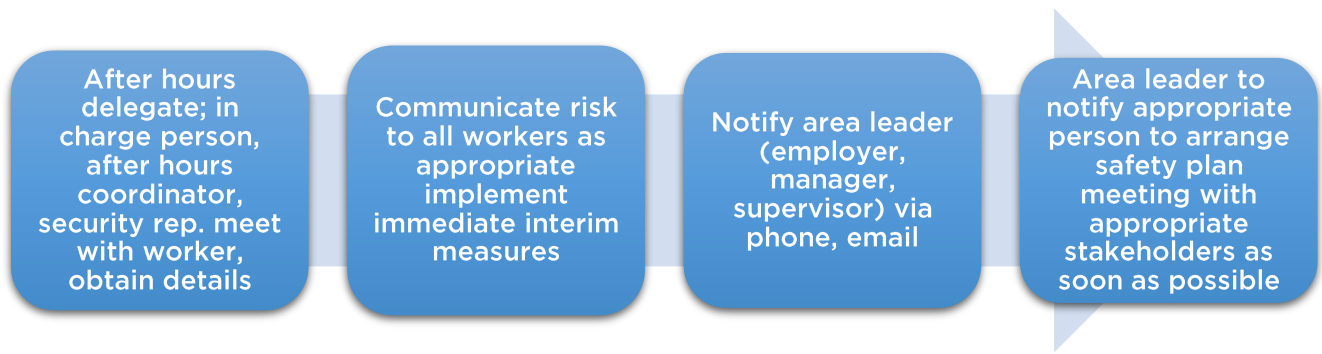 After hours
delegate; in
charge person,
after hours
coordinator,
security rep. meet
with worker,
obtain details
Communicate risk
to all workers as
appropriate
implement
immediate interim
measures
Notify area leader
(employer,
manager,
supervisor) via
phone, email
Area leader to
notify appropriate
person to arrange
safety plan
meeting with
appropriate
stakeholders as
soon as possible